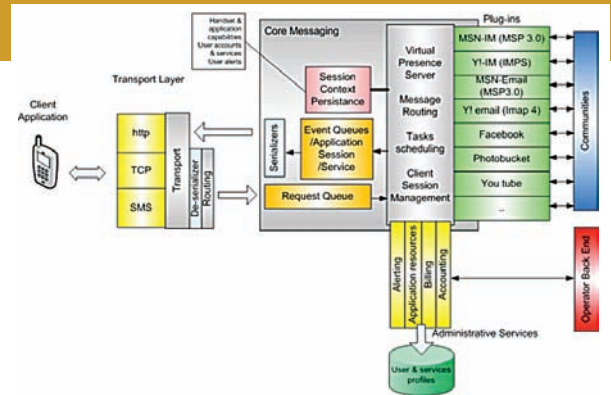 Handset &
application
capabilities
User accounts
& services
User alerts
Core Messaging
Plug-ins
Transport Layer
Client
Application
http
TCP
SMS
Transport
De-serializer
Routing
Serializers
Session
Context
Persistance
Event Queues
/Application
Session
/Service
Request Queue
Virtual
Presence
Server
Message
Routing
Tasks
scheduling
Client
Session
Management
MSN-IM (MSP 3.0)
Y!-IM (IMPS)
MSN-Email
(MSP3.0)
Y! email (Imap 4)
Facebook
Photobucket
You tube
..
Communities
Operator Back End
Alerting
Application resources
Billing
Accounting
Administrative Services
User & services
profiles